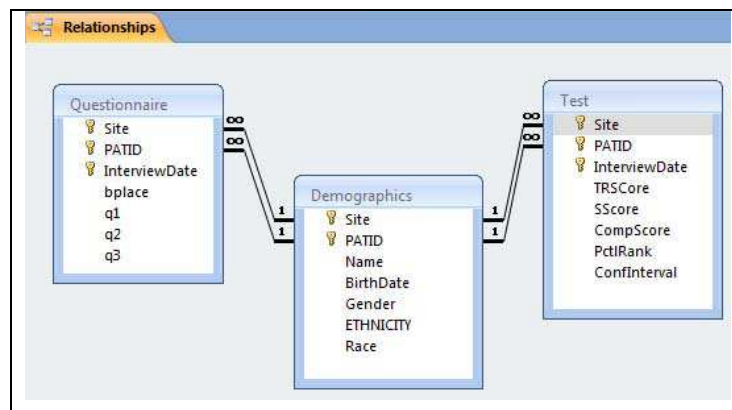 Relationships
Questionnaire
Site
PATID
InterviewDate
bplace
q1
q2
q3
∞
∞
1
1
Demographics
Site
PATID
Name
BirthDate
Gender
ETHNICITY
Race
∞
∞
1
1
Test
Site
PATID
InterviewDate
TRSCore
SScore
CompScore
PctlRank
ConfInterval